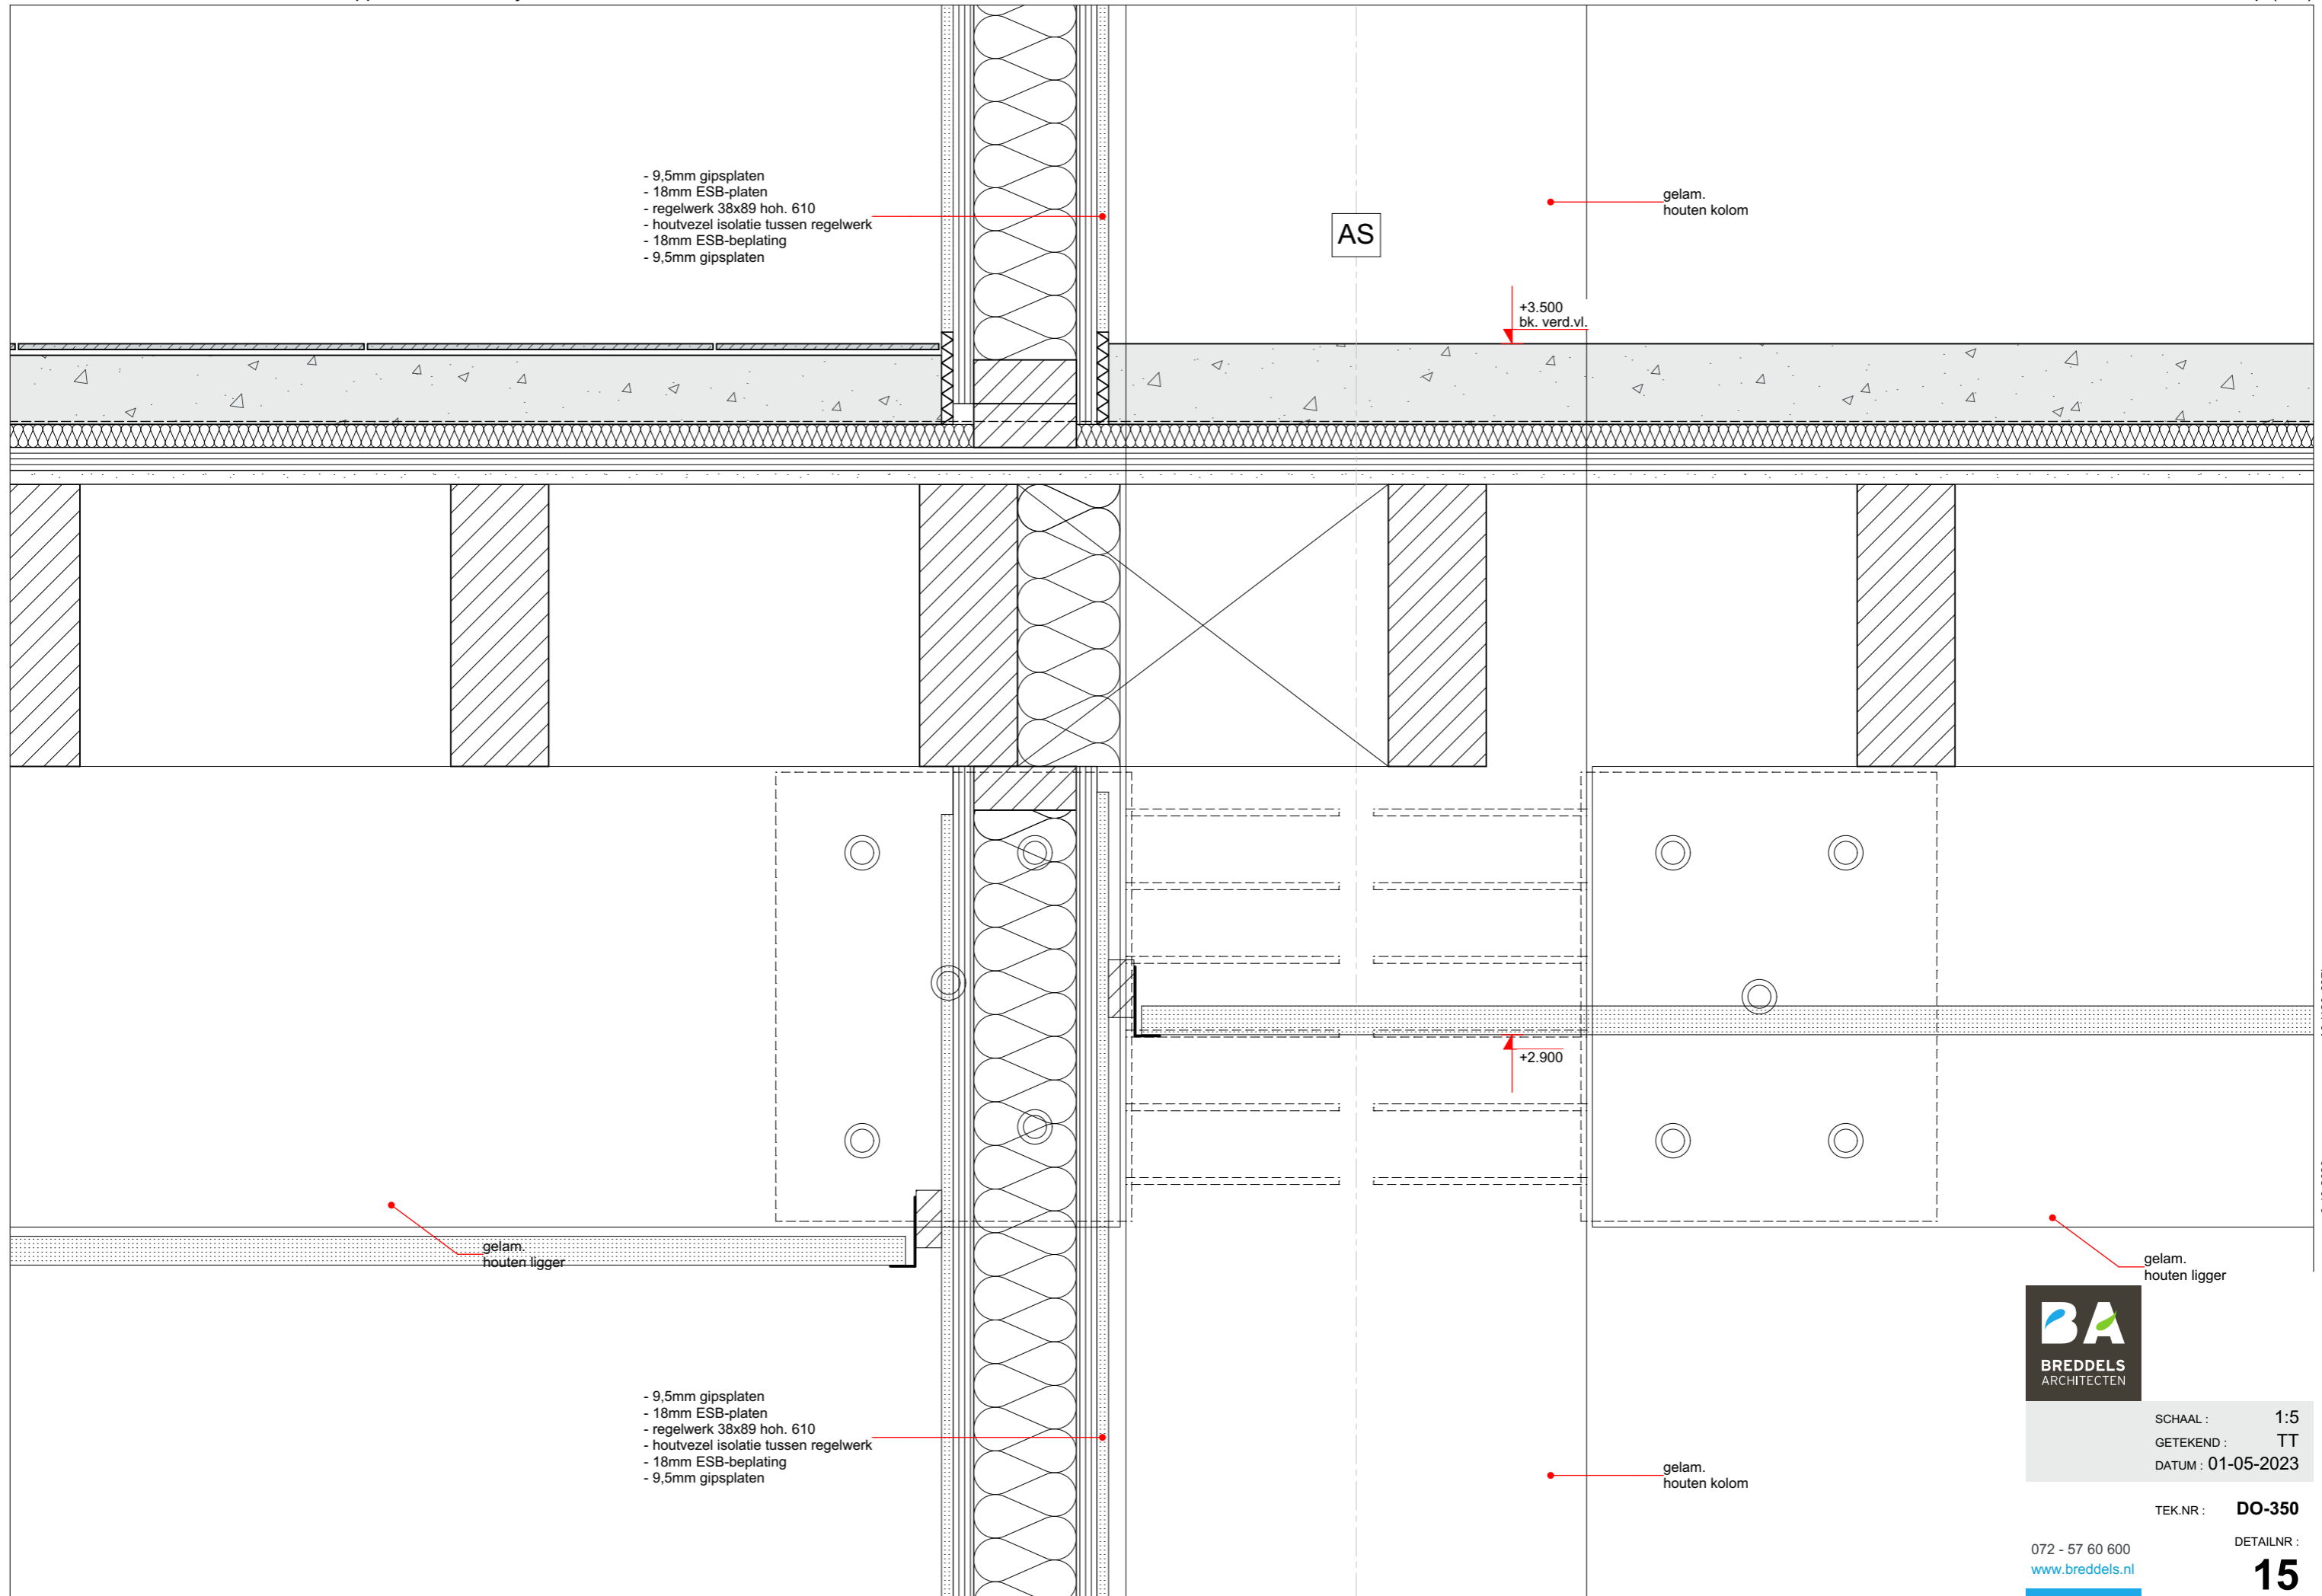 - 9,5mm gipsplaten
- 18mm ESB-platen
- regelwerk 38x89 hoh. 610
- houtvezel isolatie tussen regelwerk
- 18mm ESB-beplating
- 9,5mm gipsplaten
gelam.
houten kolom
AS
+3.500
bk. verd.vl.
+2.900
gelam.
houten ligger
gelam.
houten ligger
- 9,5mm gipsplaten
- 18mm ESB-platen
- regelwerk 38x89 hoh. 610
- houtvezel isolatie tussen regelwerk
- 18mm ESB-beplating
- 9,5mm gipsplaten
gelam.
houten kolom
BA
BREDDELS
ARCHITECTEN
SCHAAL : 1:5
GETEKEND : TT
DATUM : 01-05-2023
TEK.NR : DO-350
DETAILNR :
15
072 - 57 60 600
www.breddels.nl